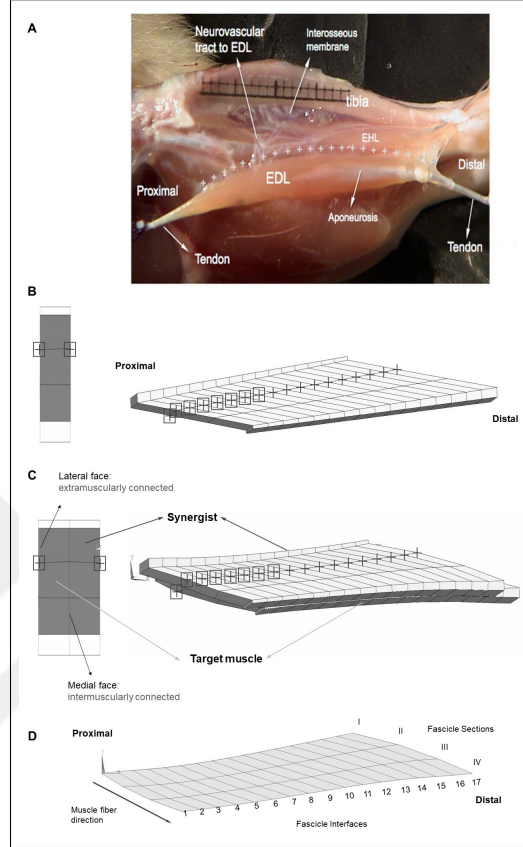 A
Neurovascular
tract to EDL
Interosseous
membrane
tibia
EHL
Proximal
EDL
Distal
Aponeurosis
Tendon
Tendon
B
Proximal
Distal
C
Lateral face:
extramuscularly connected
Synergist
Target muscle
Medial face:
intermuscularly connected
D
Proximal
I
II
Fascicle Sections
III
IV
Muscle fiber
direction
1 2 3 4 5 6 7 8 9 10 11 12 13 14 15 16 17
Distal
Fascicle Interfaces